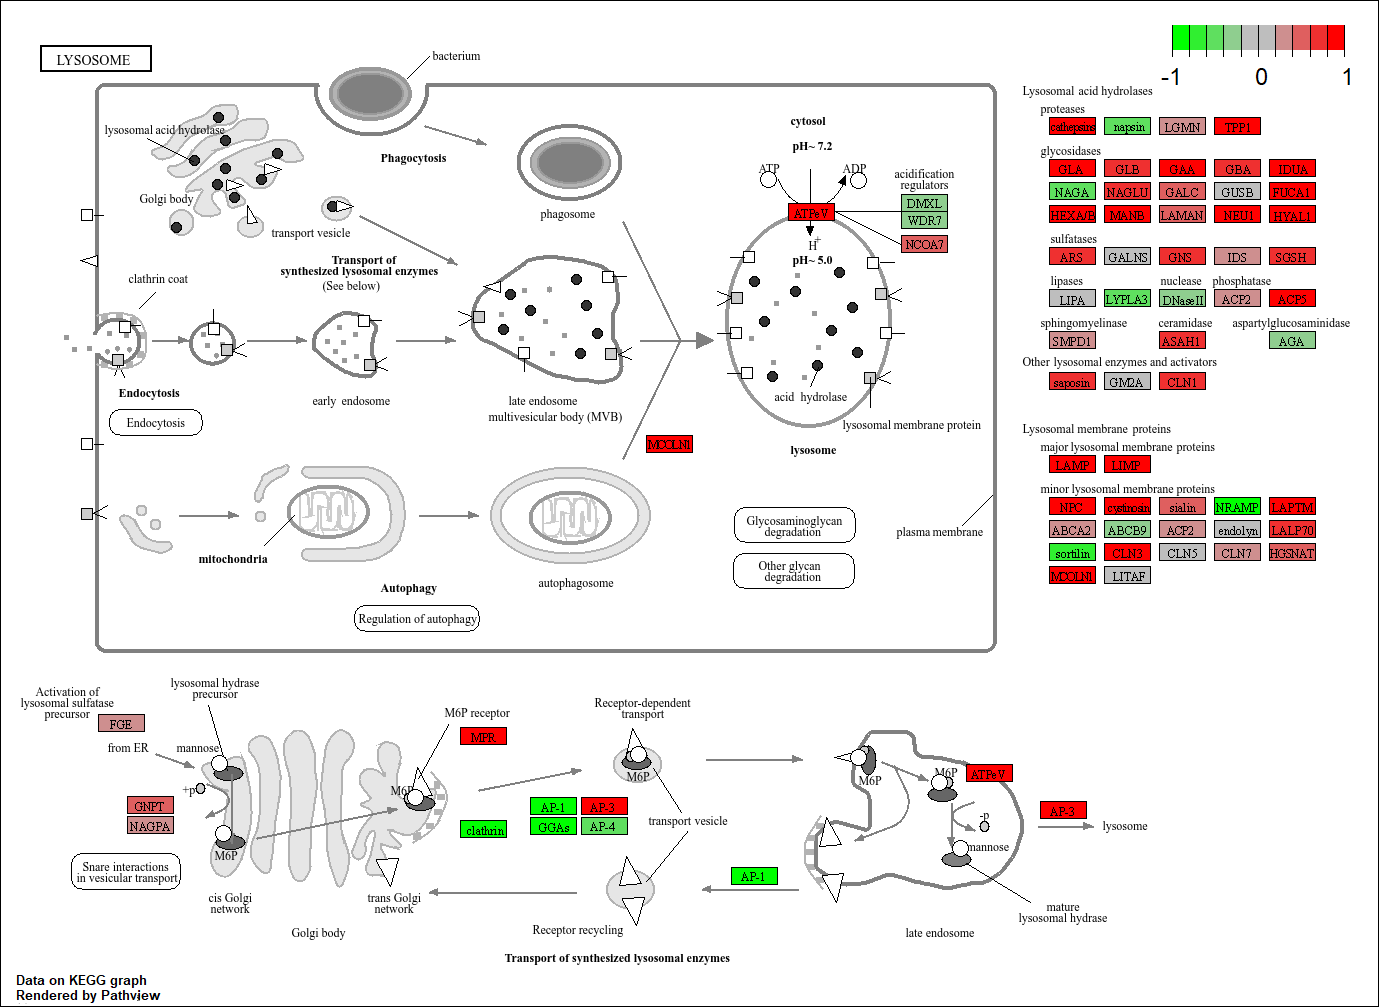 LYSOSOME
bacterium
-1 0 1
lysosomal acid hydrolase
Phagocytosis
Golgi body
transport vesicle
phagosome
Transport of
synthesized lysosomal enzymes
(See below)
clathrin coat
cytosol
pH~ 7.2
ATP
ADP
ATPeV
H+
pH~ 5.0
acidification
regulators
DMXL
WDR7
NCOA7
Endocytosis
Endocytosis
early endosome
late endosome
multivesicular body (MVB)
acid hydrolase
lysosomal membrane protein
lysosome
MCOLN1
mitochondria
Autophagy
Regulation of autophagy
autophagosome
Glycosaminoglycan
degradation
Other glycan
degradation
plasma membrane
Lysosomal acid hydrolases
proteases
cathepsins napsin LGMN TPP1
glycosidases
GLA GLB GAA GBA IDUA
NAGA NAGLU GALC GUSB FUCA1
HEXA/B MANB LAMAN NEU1 HYAL1
sulfatases
ARS GALNS GNS IDS SGSH
lipases nuclease phosphatase
LIPA LYPLA3 DNaseII ACP2 ACP5
sphingomyelinase ceramidase aspartylglucosaminidase
SMPD1 ASAH1 AGA
Other lysosomal enzymes and activators
saposin GM2A CLN1
Lysosomal membrane proteins
major lysosomal membrane proteins
LAMP LIMP
minor lysosomal membrane proteins
NPC cystinosin sialin NRAMP LAPTM
ABCA2 ABCB9 ACP2 endolyn LALP70
sortilin CLN3 CLN5 CLN7 HGSNAT
MCOLN1 LITAF
Activation of
lysosomal sulfatase
precursor
FGE
from ER
lysosomal hydrase
precursor
mannose
+p
GNPT
NAGPA
M6P
Snare interactions
in vesicular transport
cis Golgi
network
Golgi body
trans Golgi
network
M6P receptor
MPR
M6P
clathrin
AP-1 AP-3
GGAs AP-4
Receptor-dependent
transport
M6P
transport vesicle
Receptor recycling
AP-1
M6P
M6P
ATPeV
-p
mannose
AP-3
lysosome
mature
lysosomal hydrase
late endosome
Transport of synthesized lysosomal enzymes
Data on KEGG graph
Rendered by Pathview